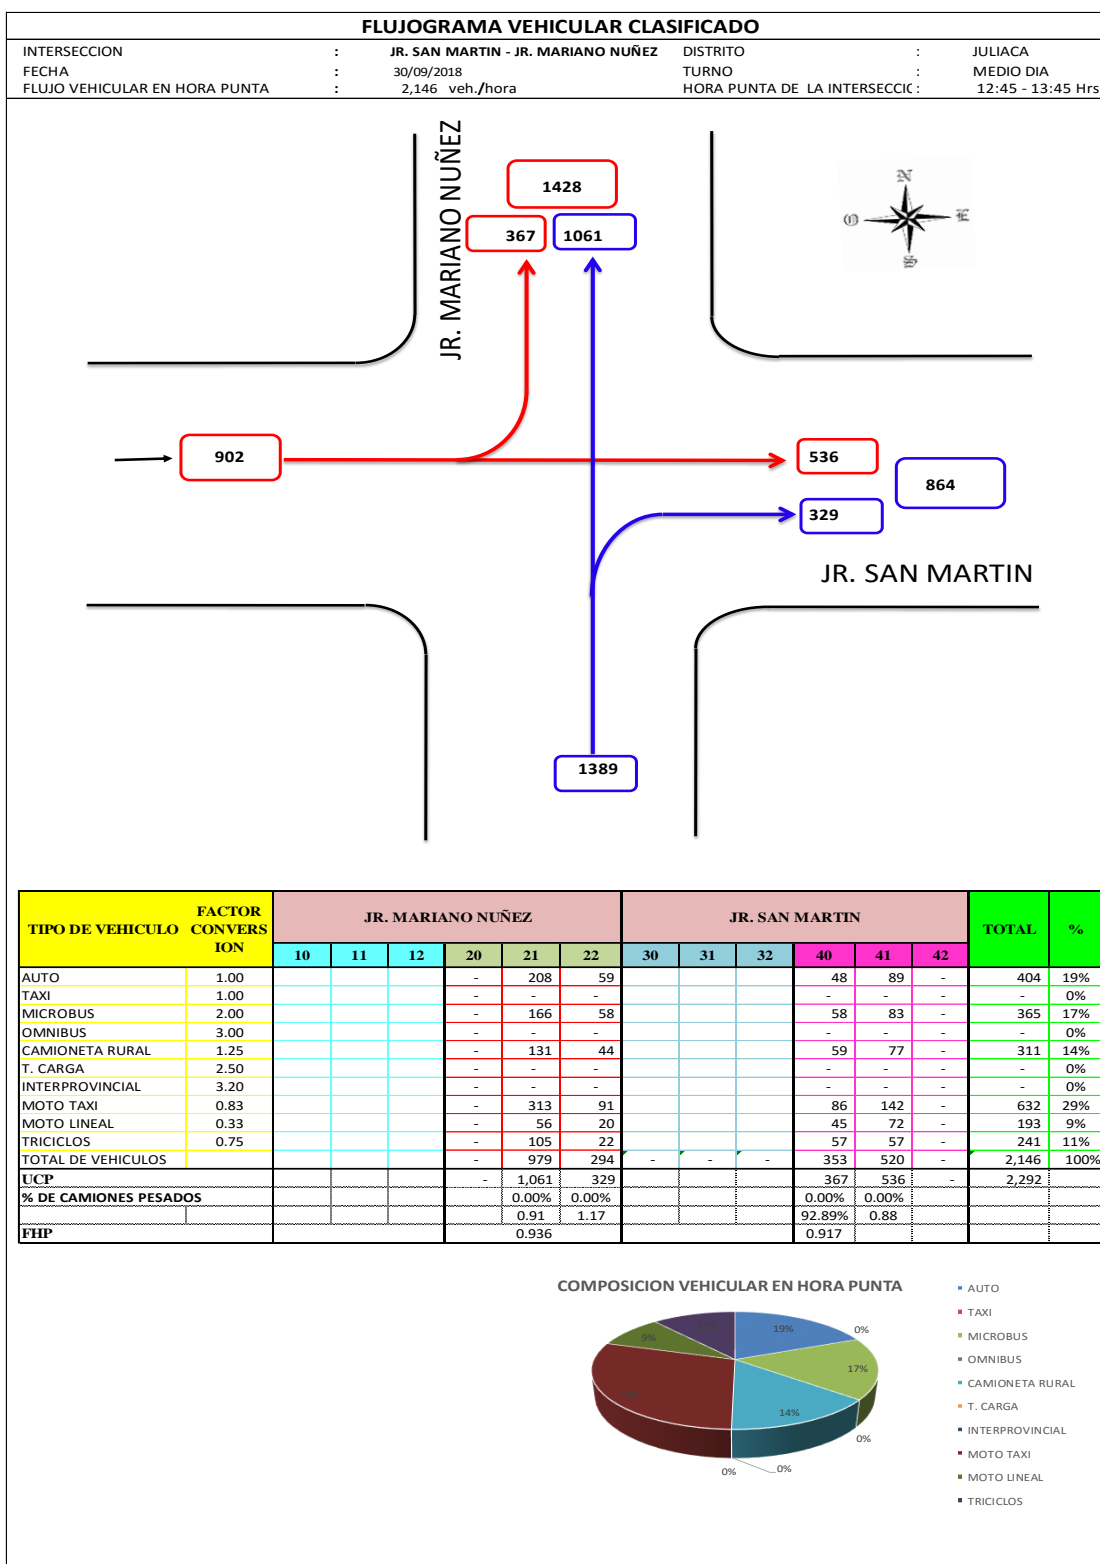 FLUJOGRAMA VEHICULAR CLASIFICADO
INTERSECCION : JR. SAN MARTIN - JR. MARIANO NUÑEZ DISTRITO : JULIACA
FECHA : 30/09/2018 TURNO : MEDIO DIA
FLUJO VEHICULAR EN HORA PUNTA : 2,146 veh./hora HORA PUNTA DE LA INTERSECCIC : 12:45 - 13:45 Hrs
JR. MARIANO NUÑEZ
1428
367 1061
N
O E
S
902
536
864
329
JR. SAN MARTIN
1389
TIPO DE VEHICULO FACTOR CONVERS ION JR. MARIANO NUÑEZ JR. SAN MARTIN TOTAL %
10 11 12 20 21 22 30 31 32 40 41 42
AUTO 1.00 - 208 59 48 89 - 404 19%
TAXI 1.00 - - - - - - - 0%
MICROBUS 2.00 - 166 58 58 83 - 365 17%
OMNIBUS 3.00 - - - - - - - 0%
CAMIONETA RURAL 1.25 - 131 44 59 77 - 311 14%
T. CARGA 2.50 - - - - - - - 0%
INTERPROVINCIAL 3.20 - - - - - - - 0%
MOTO TAXI 0.83 - 313 91 86 142 - 632 29%
MOTO LINEAL 0.33 - 56 20 45 72 - 193 9%
TRICICLOS 0.75 - 105 22 57 57 - 241 11%
TOTAL DE VEHICULOS - 979 294 - - - 353 520 - 2,146 100%
UCP - 1,061 329 367 536 - 2,292
% DE CAMIONES PESADOS 0.00% 0.00% 0.00% 0.00%
0.91 1.17 92.89% 0.88
FHP 0.936 0.917
COMPOSICION VEHICULAR EN HORA PUNTA
19%
0%
17%
0%
14%
0%
0%
9%
AUTO
TAXI
MICROBUS
OMNIBUS
CAMIONETA RURAL
T. CARGA
INTERPROVINCIAL
MOTO TAXI
MOTO LINEAL
TRICICLOS